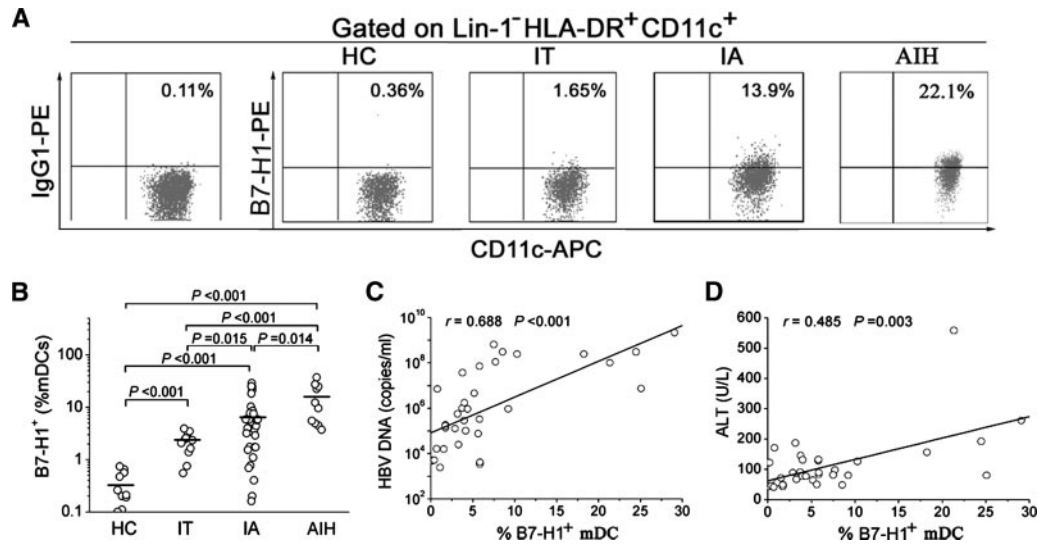 A
Gated on Lin-1⁻HLA-DR⁺CD11c⁺
HC IT IA AIH
IgG1-PE
0.11%
B7-H1-PE
0.36%
1.65%
13.9%
22.1%
CD11c-APC
B
P <0.001
P <0.001
P =0.015 P =0.014
P <0.001
P <0.001
B7-H1⁺ (%mDCs)
100
10
1
0.1
HC IT IA AIH
C
r = 0.688 P <0.001
HBV DNA (copies/ml)
10¹⁰
10⁸
10⁶
10⁴
10²
0 5 10 15 20 25 30
% B7-H1⁺ mDC
D
r = 0.485 P =0.003
ALT (U/L)
600
500
400
300
200
100
0
0 5 10 15 20 25 30
% B7-H1⁺ mDC